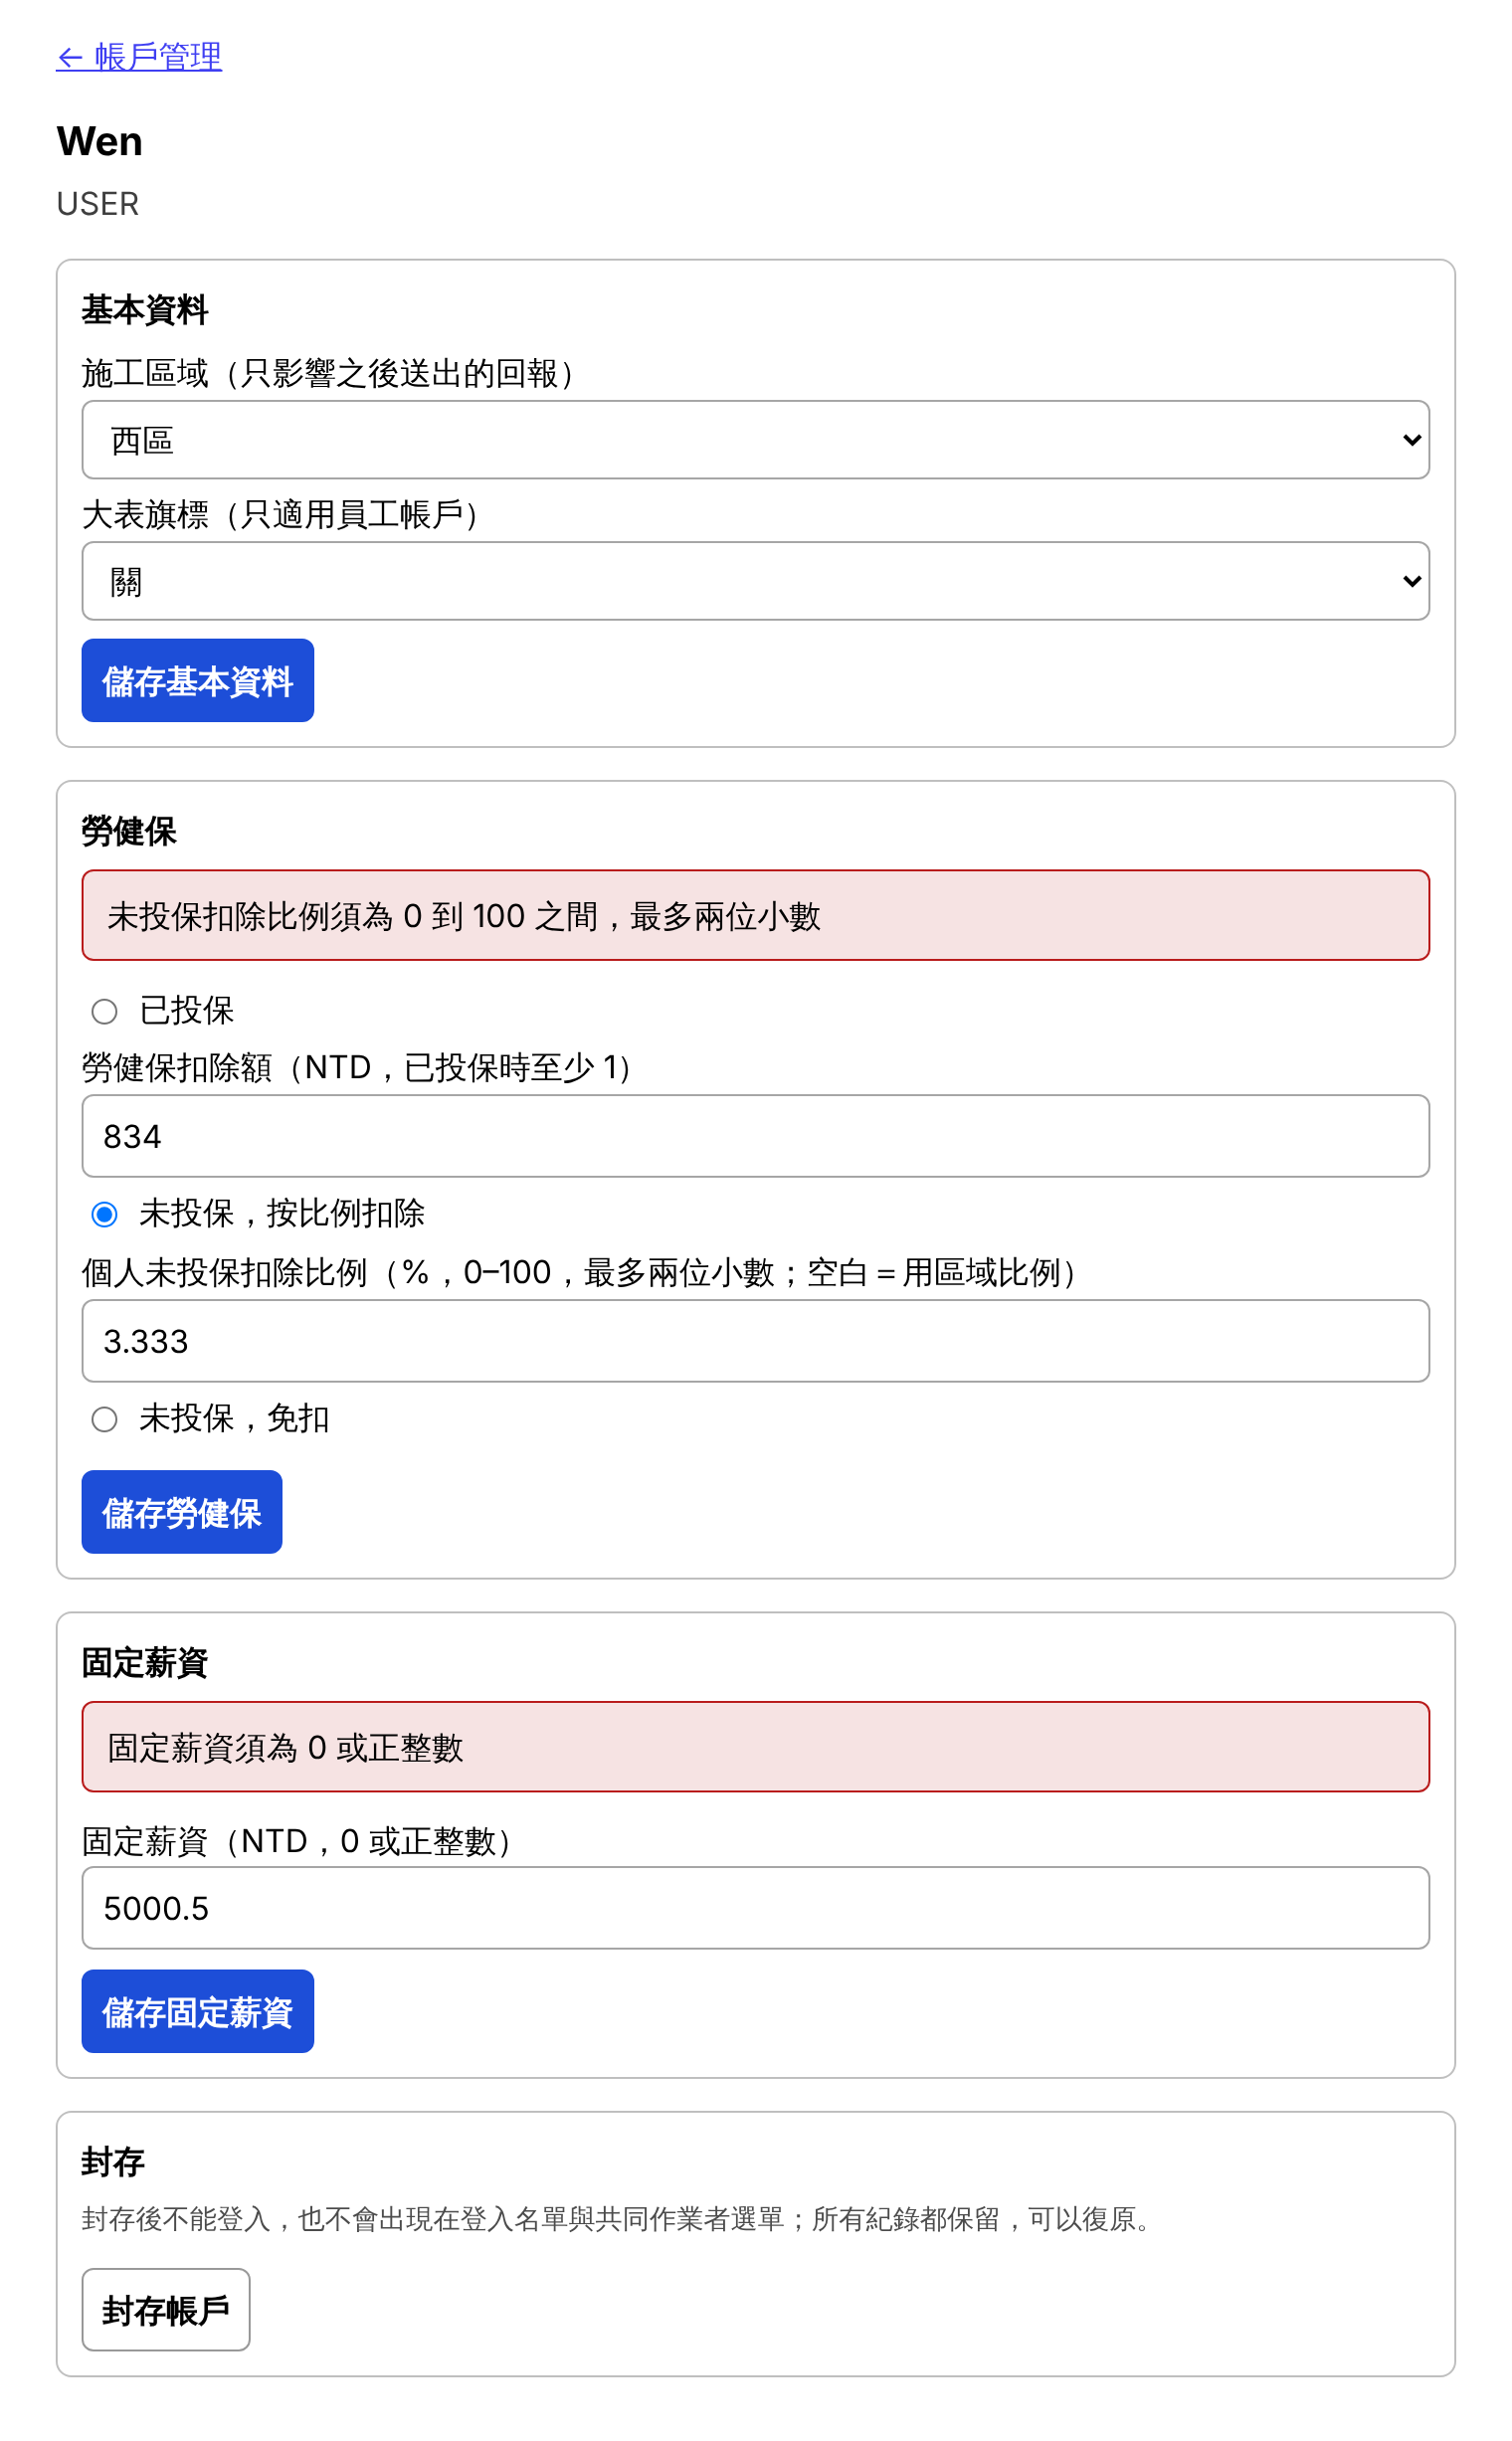 ← 帳戶管理
Wen
USER
基本資料
施工區域（只影響之後送出的回報）
西區
大表旗標（只適用員工帳戶）
關
儲存基本資料
勞健保
未投保扣除比例須為 0 到 100 之間，最多兩位小數
已投保
勞健保扣除額（NTD，已投保時至少 1）
834
未投保，按比例扣除
個人未投保扣除比例（%，0–100，最多兩位小數；空白＝用區域比例）
3.333
未投保，免扣
儲存勞健保
固定薪資
固定薪資須為 0 或正整數
固定薪資（NTD，0 或正整數）
5000.5
儲存固定薪資
封存
封存後不能登入，也不會出現在登入名單與共同作業者選單；所有紀錄都保留，可以復原。
封存帳戶